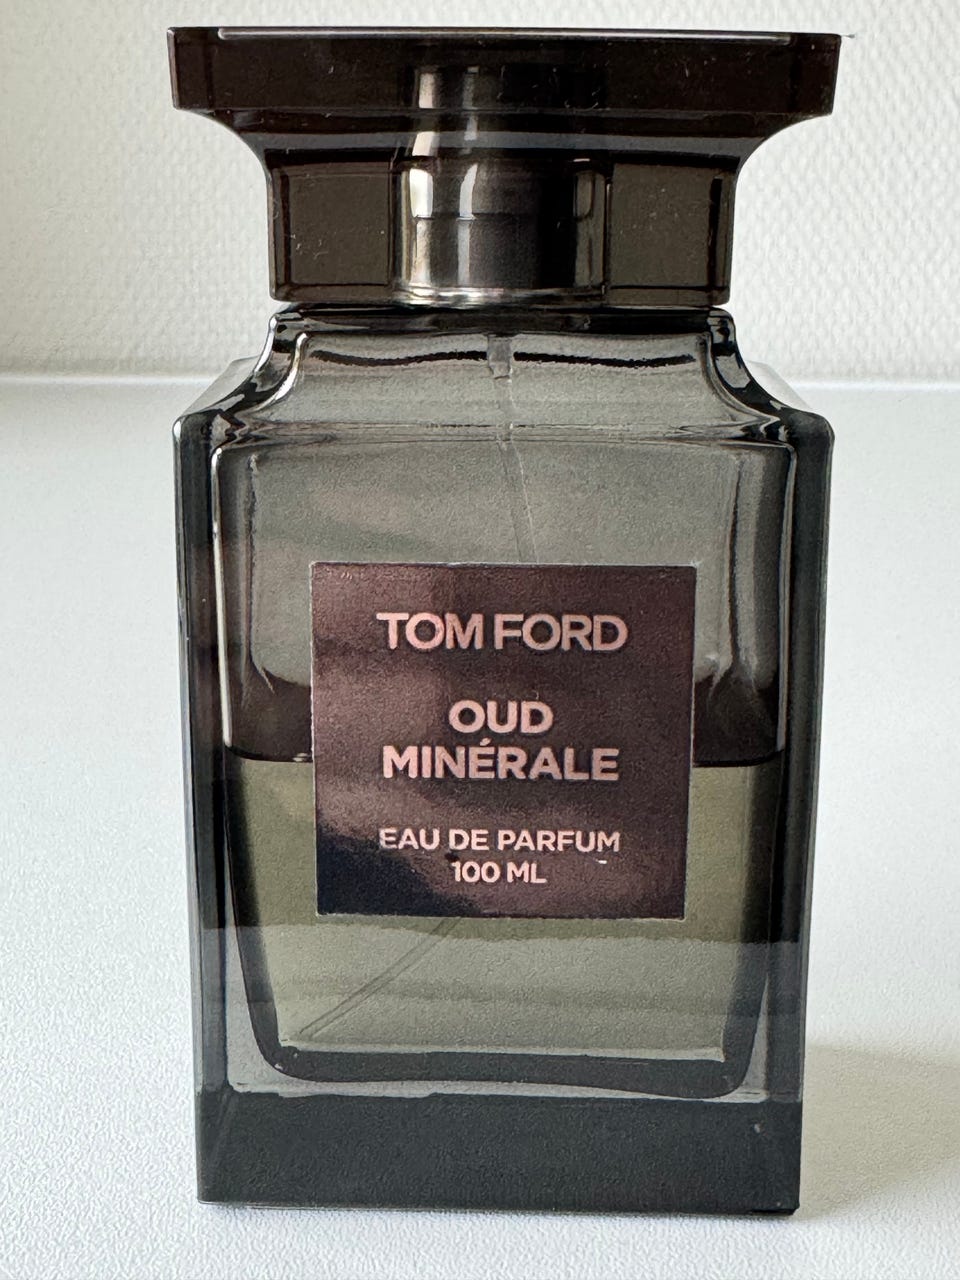 TOM FORD
OUD
MINÉRALE
EAU DE PARFUM
100 ML